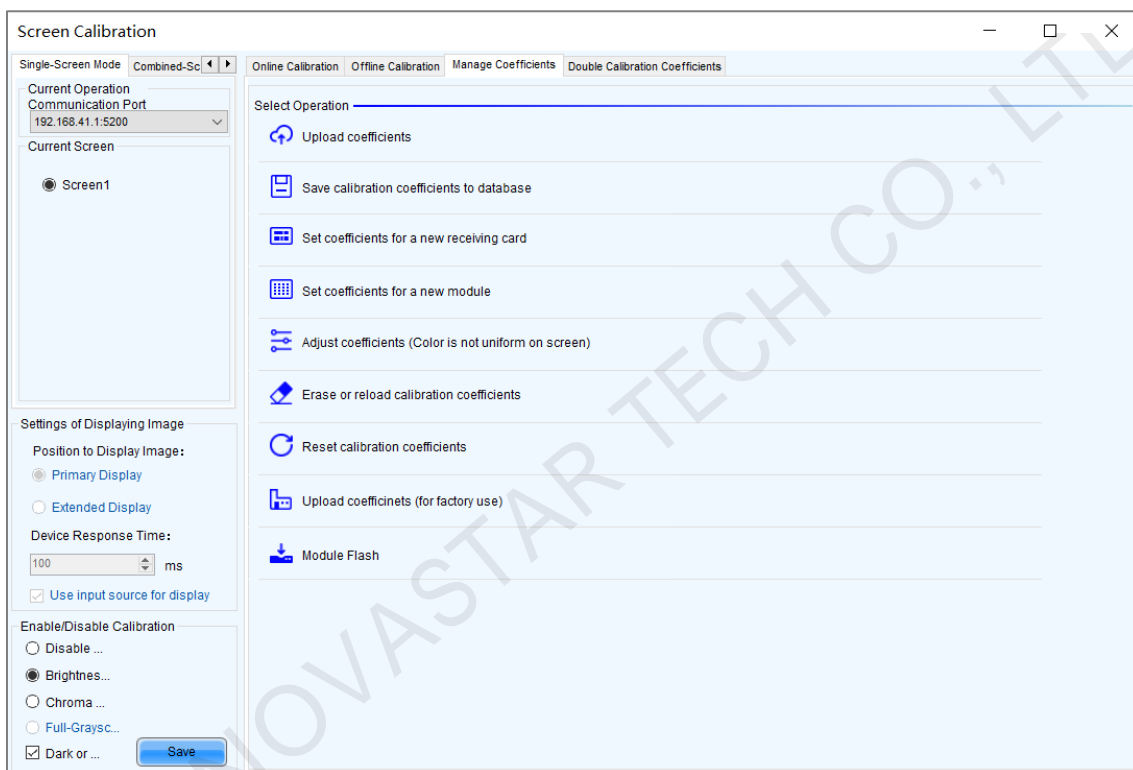 Screen Calibration
Single-Screen Mode
Combined-Sc
Current Operation
Communication Port
192.168.41.1:5200
Current Screen
Screen1
Settings of Displaying Image
Position to Display Image:
Primary Display
Extended Display
Device Response Time:
100
ms
Use input source for display
Enable/Disable Calibration
Disable ...
Brightnes...
Chroma ...
Full-Graysc...
Dark or ...
Save
Online Calibration
Offline Calibration
Manage Coefficients
Double Calibration Coefficients
Select Operation
Upload coefficients
Save calibration coefficients to database
Set coefficients for a new receiving card
Set coefficients for a new module
Adjust coefficients (Color is not uniform on screen)
Erase or reload calibration coefficients
Reset calibration coefficients
Upload coefficinets (for factory use)
Module Flash
NOVASTAR TECH CO., LTD